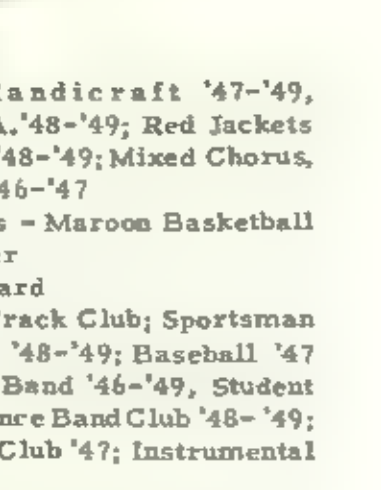 andicraft '47-'49,
'48-'49; Red Jackets
'48-'49; Mixed Chorus,
46-'47
s - Maroon Basketball
r
ard
rack Club; Sportsman
'48-'49; Baseball '47
Band '46-'49, Student
nce Band Club '48- '49;
Club '47; Instrumental